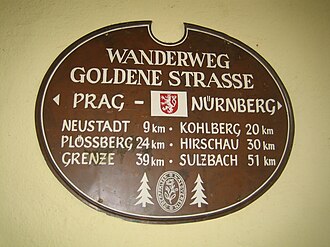 WANDERWEG
GOLDENE STRASSE
PRAG - NÜRNBERG
NEUSTADT 9 km · KOHLBERG 20 km
PLÖSSBERG 24 km · HIRSCHAU 30 km
GRENZE 39 km · SULZBACH 51 km